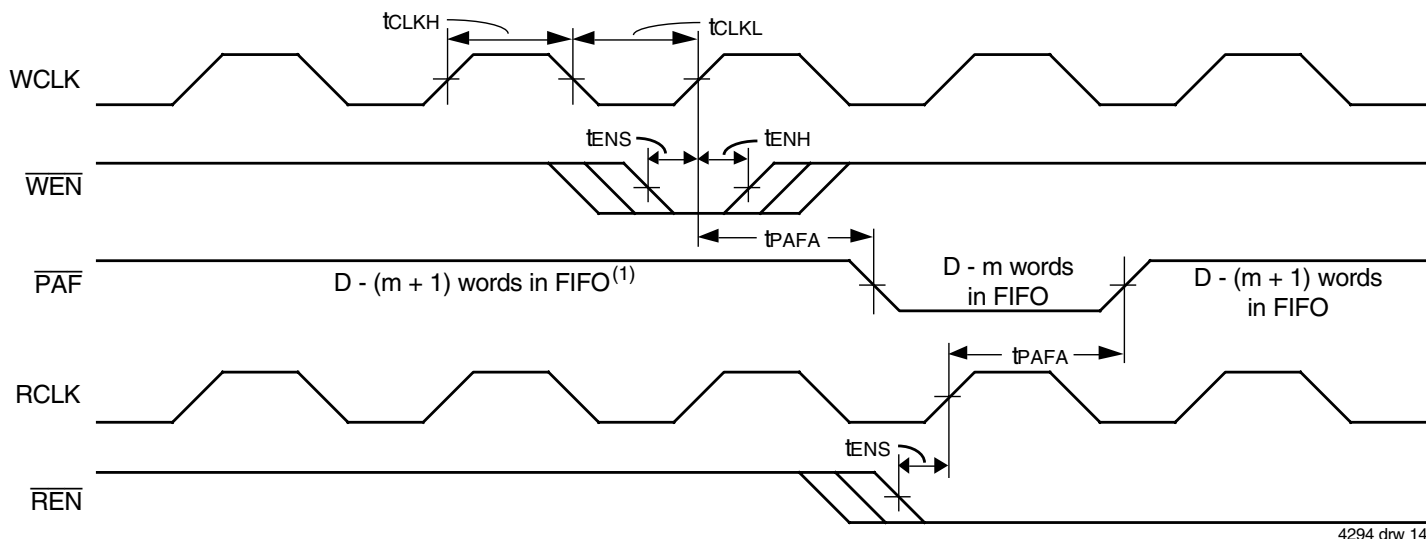 tCLKH
tCLKL
WCLK
tENS
tENH
WEN
tPAFA
PAF
D - (m + 1) words in FIFO(1)
D - m words
in FIFO
D - (m + 1) words
in FIFO
tPAFA
RCLK
tENS
REN
4294 drw 14